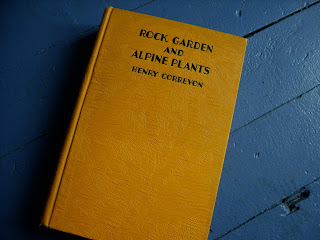 ROCK GARDEN
AND
ALPINE PLANTS
HENRY CORREVON